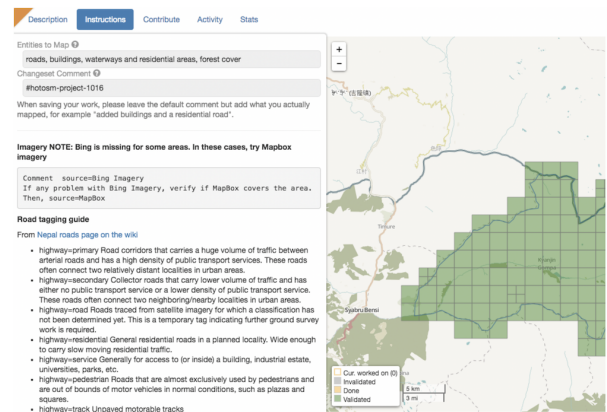 Description Instructions Contribute Activity Stats
Entities to Map
roads, buildings, waterways and residential areas, forest cover
Changeset Comment
#hotosm-project-1016
When saving your work, please leave the default comment but add what you actually
mapped, for example "added buildings and a residential road".
Imagery NOTE: Bing is missing for some areas. In these cases, try Mapbox
imagery
Comment source=Bing Imagery
If any problem with Bing Imagery, verify if MapBox covers the area.
Then, source=MapBox
Road tagging guide
From Nepal roads page on the wiki
• highway=primary Road corridors that carries a huge volume of traffic between
arterial roads and has a high density of public transport services. These roads
often connect two relatively distant localities in urban areas.
• highway=secondary Collector roads that carry lower volume of traffic and has
either no public transport service or a lower density of public transport service.
These roads often connect two neighboring/nearby localities in urban areas.
• highway=road Roads traced from satellite imagery for which a classification has
not been determined yet. This is a temporary tag indicating further ground survey
work is required.
• highway=residential General residential roads in a planned locality. Wide enough
to carry slow moving residential traffic.
• highway=service Generally for access to (or inside) a building, industrial estate,
universities, parks, etc.
• highway=pedestrian Roads that are almost exclusively used by pedestrians and
are out of bounds of motor vehicles in normal conditions, such as plazas and
squares.
• highway=track Unpaved motorable tracks
+
−
Timure
Syabru Bensi
Cur. worked on (0)
Invalidated
Done
Validated
5 km
3 mi